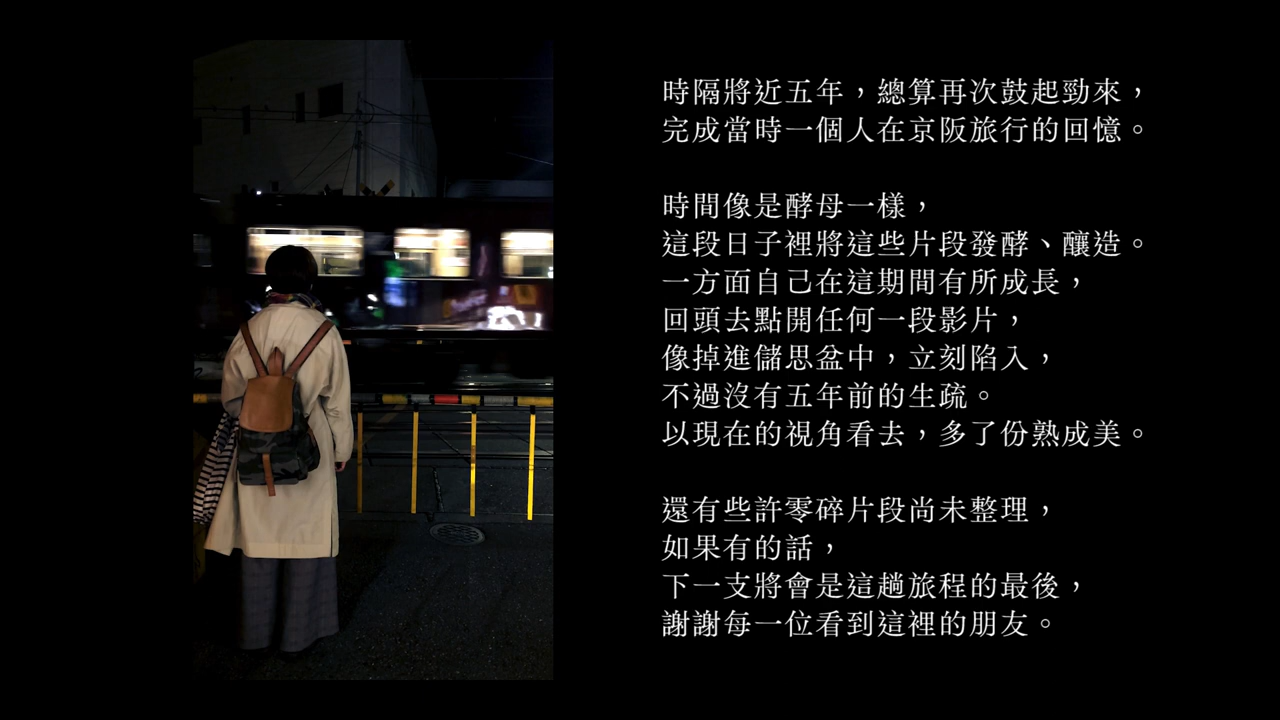 時隔將近五年，總算再次鼓起勁來，
完成當時一個人在京阪旅行的回憶。
時間像是酵母一樣，
這段日子裡將這些片段發酵、釀造。
一方面自己在這期間有所成長，
回頭去點開任何一段影片，
像掉進儲思盆中，立刻陷入，
不過沒有五年前的生疏。
以現在的視角看去，多了份熟成美。
還有些許零碎片段尚未整理，
如果有的話，
下一支將會是這趟旅程的最後，
謝謝每一位看到這裡的朋友。